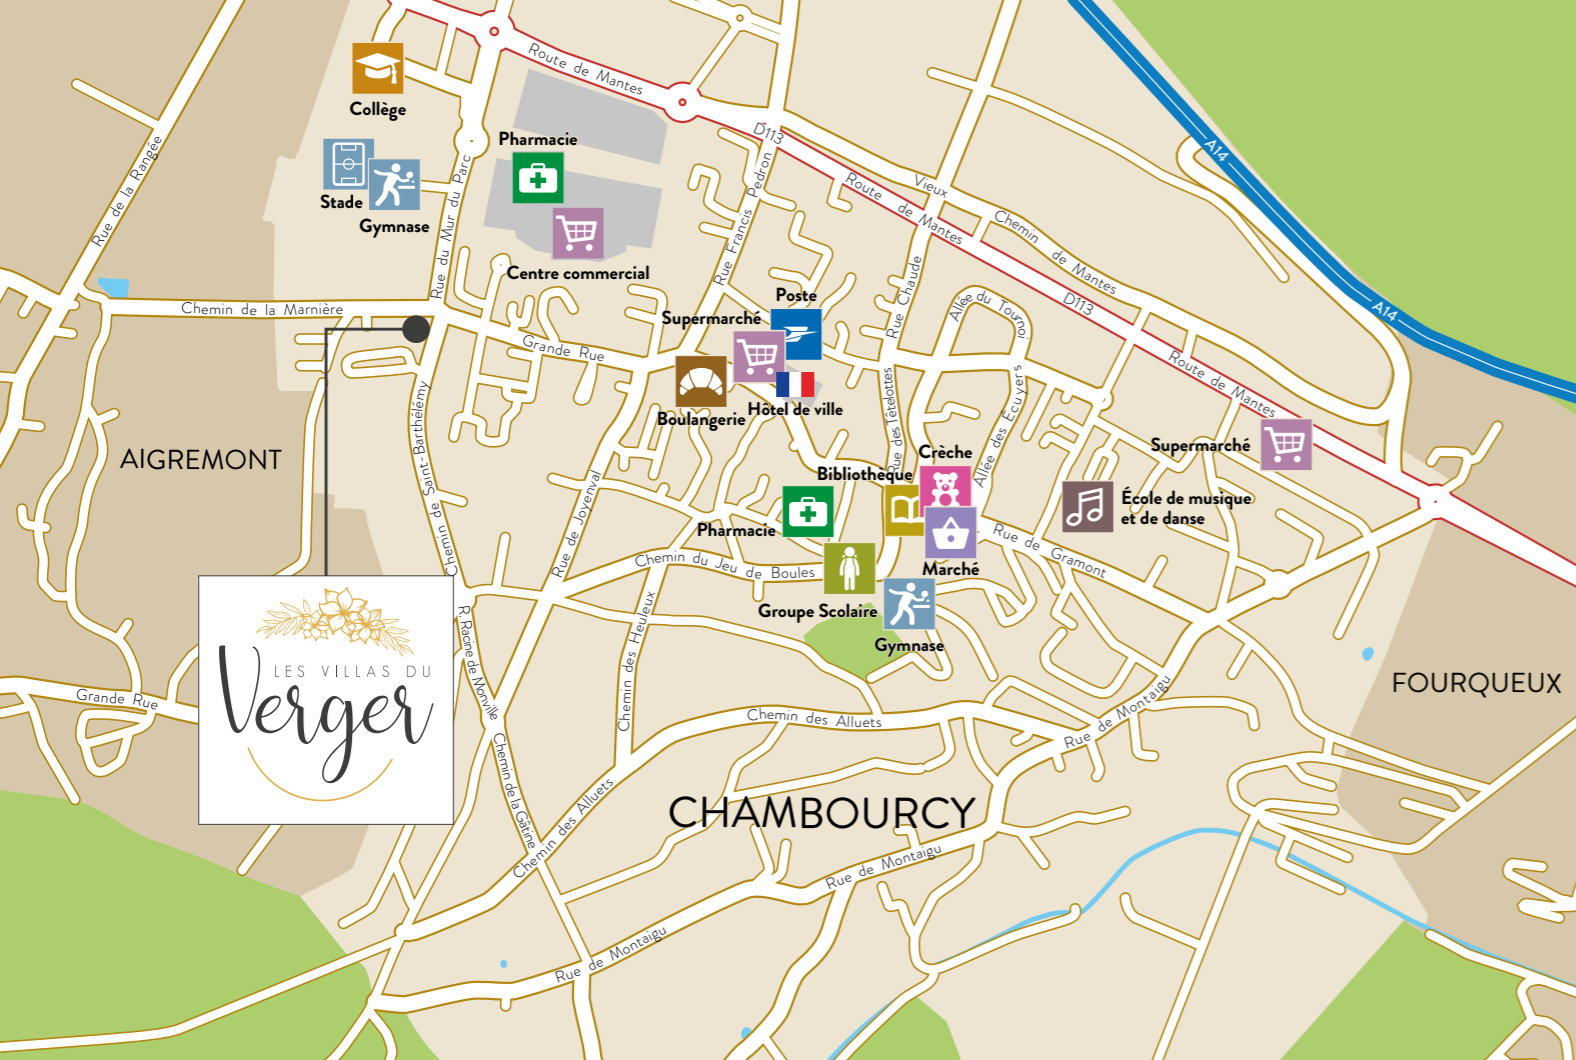 Route de Mantes
Collège
D113
Pharmacie
A14
Rue de la Rangée
Rue du Mur du Parc
Stade
Gymnase
Rue Francis Pedron
Route de Mantes
Vieux Chemin de Mantes
Centre commercial
Chemin de la Marnière
Poste
Supermarché
Rue Chaude
Allée du Tournoi
D113
A14
Grande Rue
Boulangerie
Hôtel de ville
Route de Mantes
Rue des Tételottes
Allée des Ecuyers
Chemin de Saint-Barthélémy
AIGREMONT
Crèche
Supermarché
Bibliothèque
École de musique
et de danse
Rue de Joyenval
Pharmacie
Rue de Gramont
Chemin du Jeu de Boules
Marché
Groupe Scolaire
Gymnase
Chemin des Heuleux
R. Racine de Monville
LES VILLAS DU
Verger
Grande Rue
FOURQUEUX
Chemin des Alluets
Rue de Montaigu
Chemin de la Gâtine
Chemin des Alluets
CHAMBOURCY
Rue de Montaigu
Rue de Montaigu